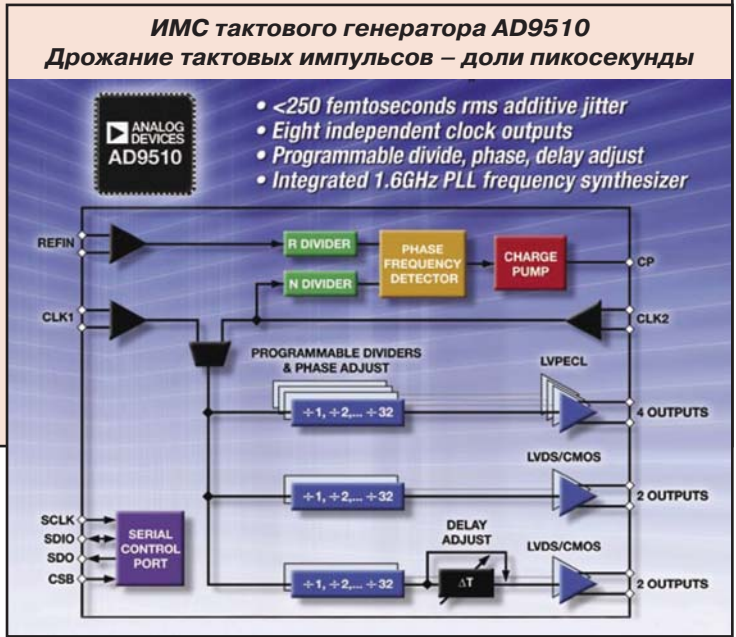 ИМС тактового генератора AD9510
Дрожание тактовых импульсов – доли пикосекунды
ANALOG
DEVICES
AD9510
• <250 femtoseconds rms additive jitter
• Eight independent clock outputs
• Programmable divide, phase, delay adjust
• Integrated 1.6GHz PLL frequency synthesizer
REFIN
R DIVIDER
N DIVIDER
PHASE
FREQUENCY
DETECTOR
CHARGE
PUMP
CP
CLK1
CLK2
PROGRAMMABLE DIVIDERS
& PHASE ADJUST
LVPECL
÷1, ÷2,... ÷32
4 OUTPUTS
LVDS/CMOS
÷1, ÷2,... ÷32
2 OUTPUTS
SCLK
SDIO
SDO
CSB
SERIAL
CONTROL
PORT
DELAY
ADJUST
LVDS/CMOS
÷1, ÷2,... ÷32
ΔT
2 OUTPUTS